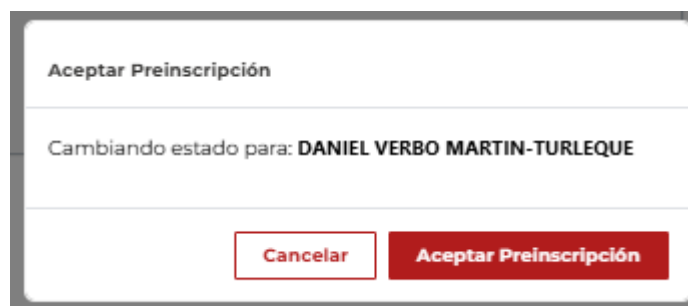 Aceptar Preinscripción
Cambiando estado para: DANIEL VERBO MARTIN-TURLEQUE
Cancelar
Aceptar Preinscripción